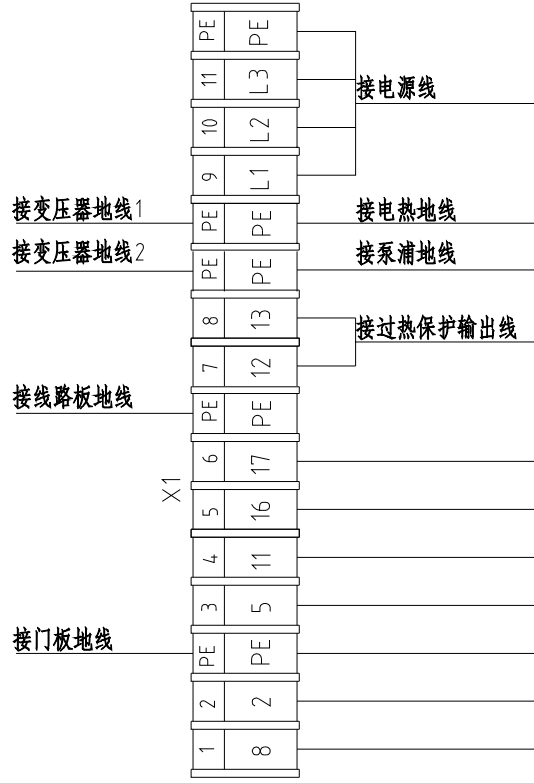 PE PE
11 L3
接电源线
10 L2
9 L1
接变压器地线1 PE PE 接电热地线
接变压器地线2 PE PE 接泵浦地线
8 13
接过热保护输出线
7 12
接线路板地线 PE PE
6 17
X1
5 16
4 11
3 5
接门板地线 PE PE
2 2
1 8